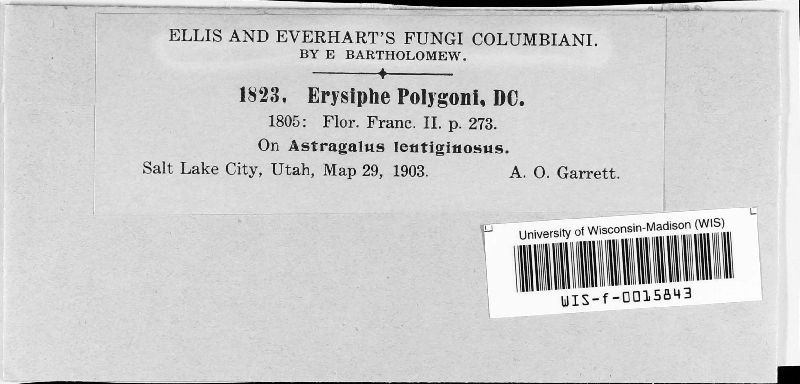 ELLIS AND EVERHART'S FUNGI COLUMBIANI.
BY E BARTHOLOMEW.
1823. Erysiphe Polygoni, DC.
1805: Flor. Franc. II. p. 273.
On Astragalus lentiginosus.
Salt Lake City, Utah, Map 29, 1903. A. O. Garrett.
University of Wisconsin-Madison (WIS)
WIS-f-0015843